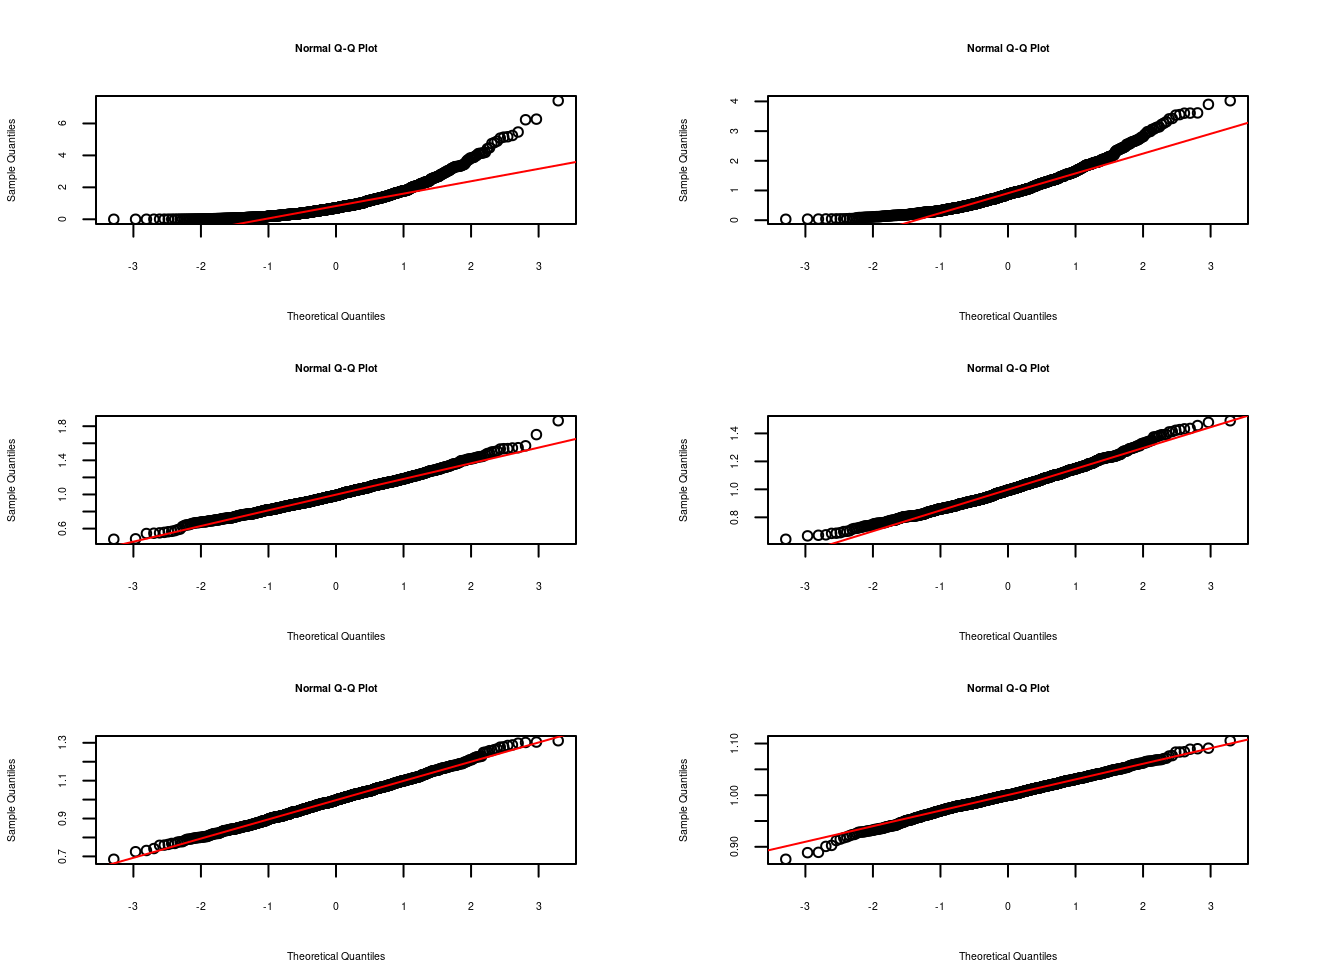 Normal Q-Q Plot
Sample Quantiles
0 2 4 6
-3 -2 -1 0 1 2 3
Theoretical Quantiles
Normal Q-Q Plot
Sample Quantiles
0 1 2 3 4
-3 -2 -1 0 1 2 3
Theoretical Quantiles
Normal Q-Q Plot
Sample Quantiles
0.6 1.0 1.4 1.8
-3 -2 -1 0 1 2 3
Theoretical Quantiles
Normal Q-Q Plot
Sample Quantiles
0.8 1.0 1.2 1.4
-3 -2 -1 0 1 2 3
Theoretical Quantiles
Normal Q-Q Plot
Sample Quantiles
0.7 0.9 1.1 1.3
-3 -2 -1 0 1 2 3
Theoretical Quantiles
Normal Q-Q Plot
Sample Quantiles
0.90 1.00 1.10
-3 -2 -1 0 1 2 3
Theoretical Quantiles